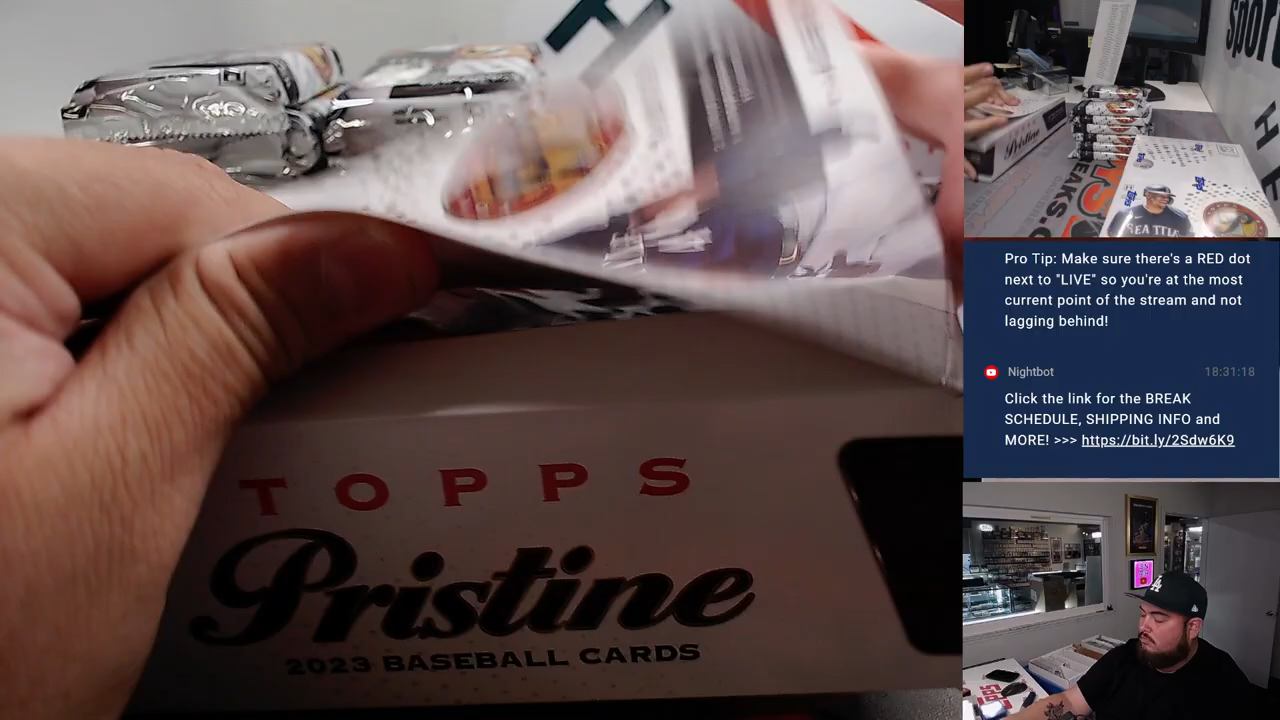 TOPPS
Pristine
2023 BASEBALL CARDS
Sport
Pristine
SEATTLE
Pro Tip: Make sure there's a RED dot
next to "LIVE" so you're at the most
current point of the stream and not
lagging behind!
Nightbot 18:31:18
Click the link for the BREAK
SCHEDULE, SHIPPING INFO and
MORE! >>> https://bit.ly/2Sdw6K9